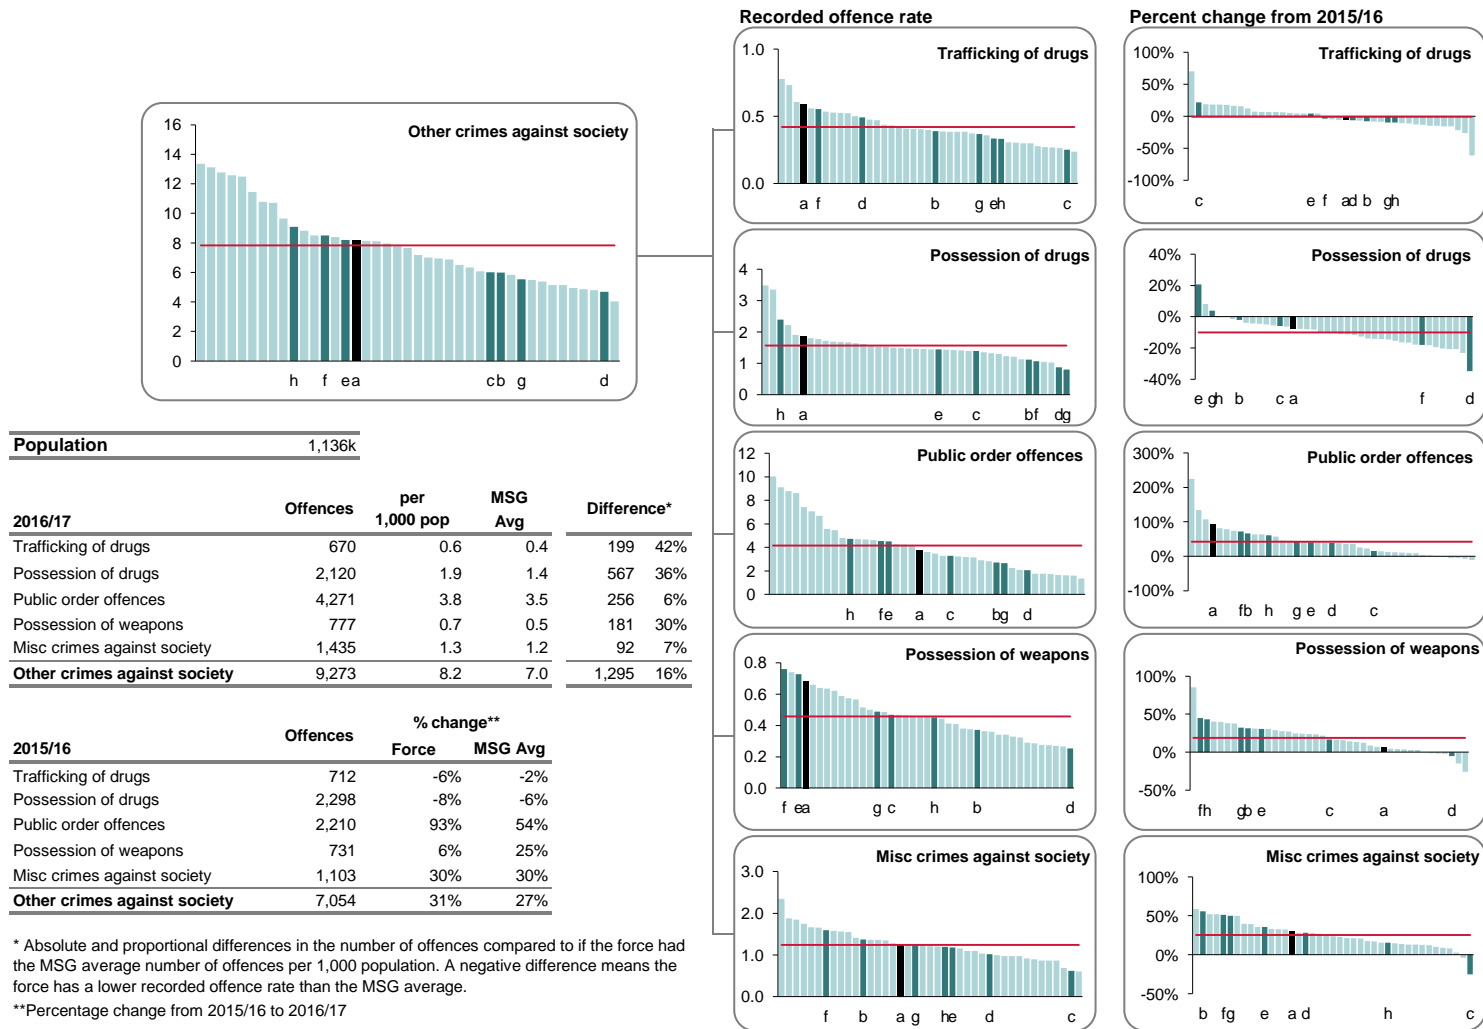 Recorded offence rate
Percent change from 2015/16
Other crimes against society
16
14
12
10
8
6
4
2
0
h f ea cb g d
Population 1,136k
2016/17 Offences per 1,000 pop MSG Avg Difference*
Trafficking of drugs 670 0.6 0.4 199 42%
Possession of drugs 2,120 1.9 1.4 567 36%
Public order offences 4,271 3.8 3.5 256 6%
Possession of weapons 777 0.7 0.5 181 30%
Misc crimes against society 1,435 1.3 1.2 92 7%
Other crimes against society 9,273 8.2 7.0 1,295 16%
% change**
2015/16 Offences Force MSG Avg
Trafficking of drugs 712 -6% -2%
Possession of drugs 2,298 -8% -6%
Public order offences 2,210 93% 54%
Possession of weapons 731 6% 25%
Misc crimes against society 1,103 30% 30%
Other crimes against society 7,054 31% 27%
* Absolute and proportional differences in the number of offences compared to if the force had
the MSG average number of offences per 1,000 population. A negative difference means the
force has a lower recorded offence rate than the MSG average.
**Percentage change from 2015/16 to 2016/17
Trafficking of drugs
1.0
0.5
0.0
a f d b g eh c
Possession of drugs
4
3
2
1
0
h a e c bf dg
Public order offences
12
10
8
6
4
2
0
h fe a c bg d
Possession of weapons
0.8
0.6
0.4
0.2
0.0
f ea g c h b d
Misc crimes against society
3.0
2.0
1.0
0.0
f b a g he d c
Trafficking of drugs
100%
50%
0%
-50%
-100%
c e f ad b gh
Possession of drugs
40%
20%
0%
-20%
-40%
e gh b c a f d
Public order offences
300%
200%
100%
0%
-100%
a fb h g e d c
Possession of weapons
100%
50%
0%
-50%
fh gb e c a d
Misc crimes against society
100%
50%
0%
-50%
b fg e a d h c